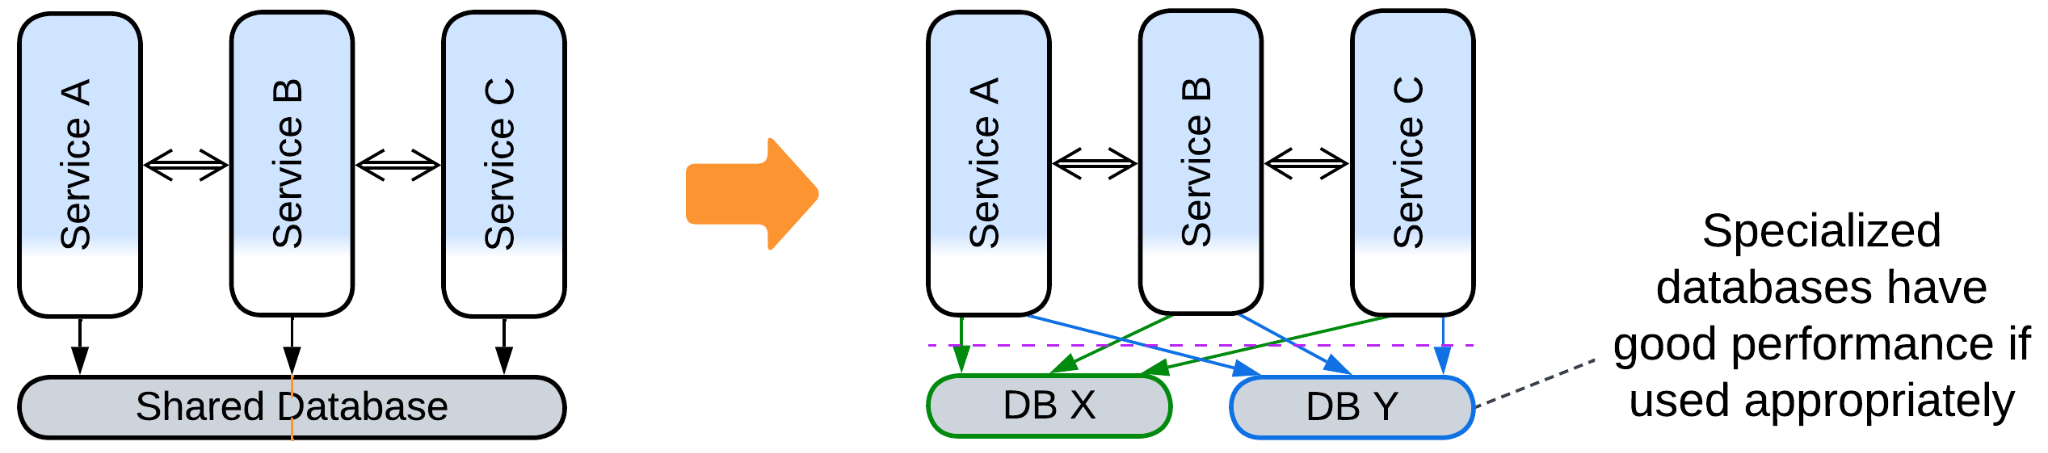 Service A
Service B
Service C
Shared Database
Service A
Service B
Service C
DB X
DB Y
Specialized
databases have
good performance if
used appropriately